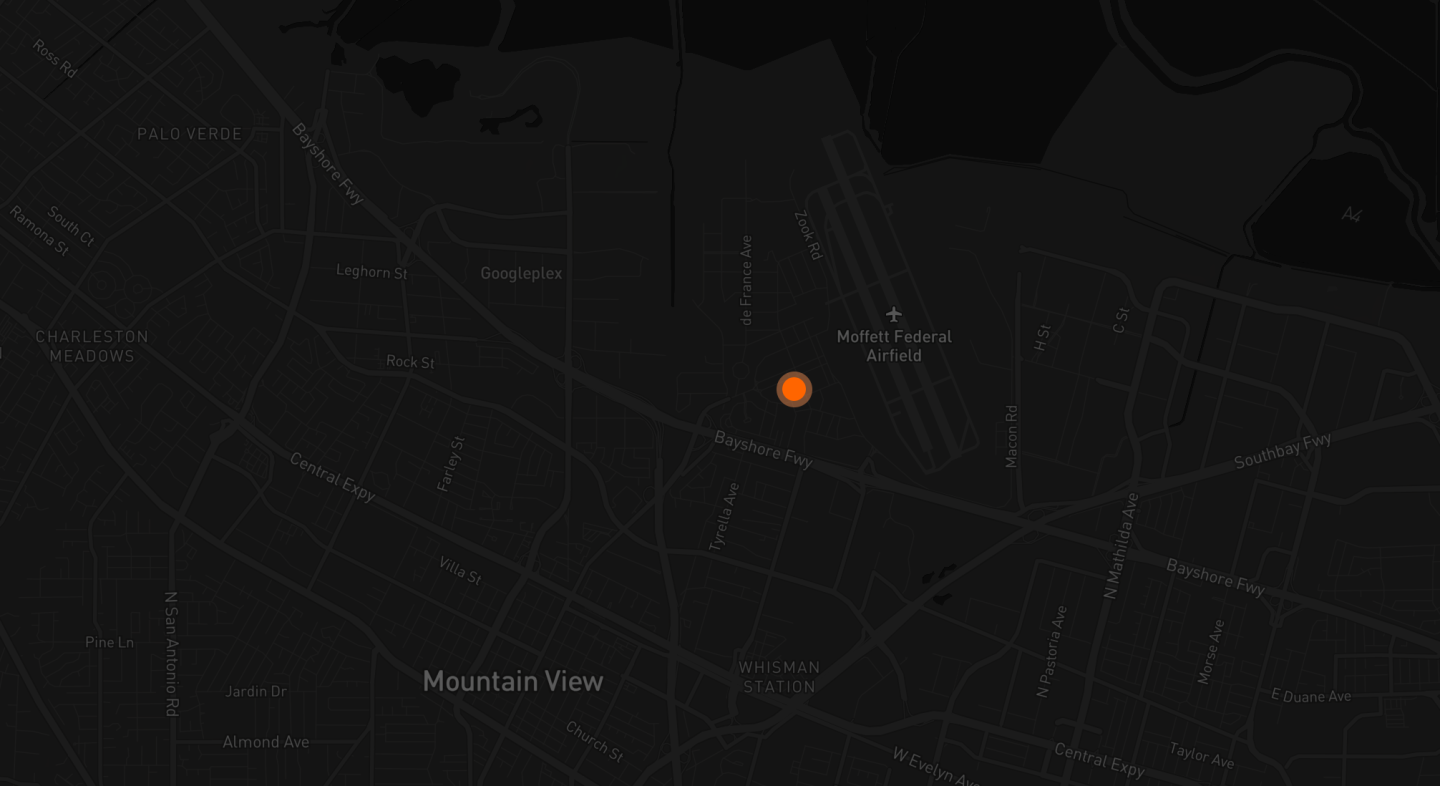 Ross Rd
PALO VERDE
Bayshore Fwy
South Ct
Ramona St
A4
Zook Rd
de France Ave
Leghorn St
Googleplex
CHARLESTON
MEADOWS
Rock St
Moffett Federal
Airfield
H St
C St
Macon Rd
Bayshore Fwy
Southbay Fwy
Farley St
Central Expy
Tyrella Ave
N Mathilda Ave
Villa St
Bayshore Fwy
N San Antonio Rd
Pine Ln
N Pastoria Ave
Morse Ave
WHISMAN
STATION
Mountain View
Jardin Dr
E Duane Ave
Almond Ave
Church St
W Evelyn Ave
Central Expy
Taylor Ave